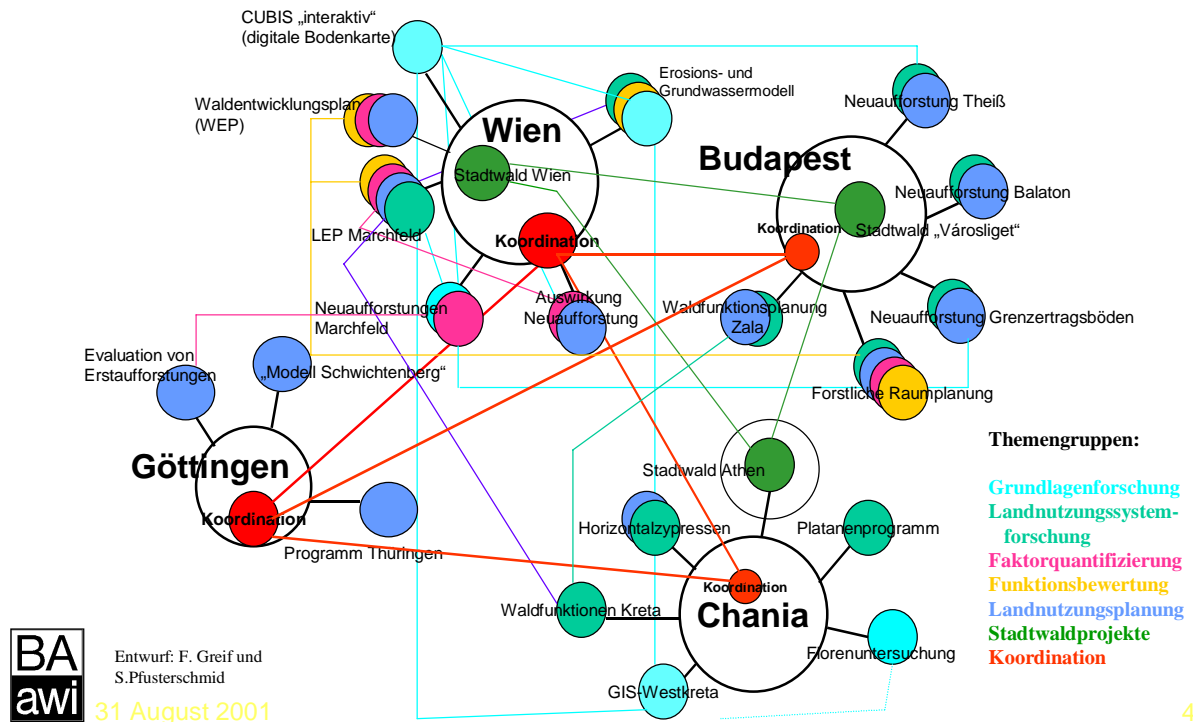 CUBIS „interaktiv“
(digitale Bodenkarte)
Waldentwicklungsplan
(WEP)
Wien
Stadtwald Wien
LEP Marchfeld
Koordination
Erosions- und
Grundwassermodell
Neuaufforstungen
Marchfeld
Auswirkung
Neuaufforstung
Budapest
Koordination
Stadtwald „Városliget“
Neuaufforstung Theiß
Neuaufforstung Balaton
Neuaufforstung Grenzertragsböden
Waldfunktionsplanung
Zala
Forstliche Raumplanung
Evaluation von
Erstaufforstungen
„Modell Schwichtenberg“
Göttingen
Koordination
Programm Thüringen
Stadtwald Athen
Horizontalzypressen
Platanenprogramm
Koordination
Chania
Waldfunktionen Kreta
Florenuntersuchung
GIS-Westkreta
Themengruppen:
Grundlagenforschung
Landnutzungssystem-
forschung
Faktorquantifizierung
Funktionsbewertung
Landnutzungsplanung
Stadtwaldprojekte
Koordination
BA
awi
Entwurf: F. Greif und
S.Pfusterschmid
31 August 2001
4